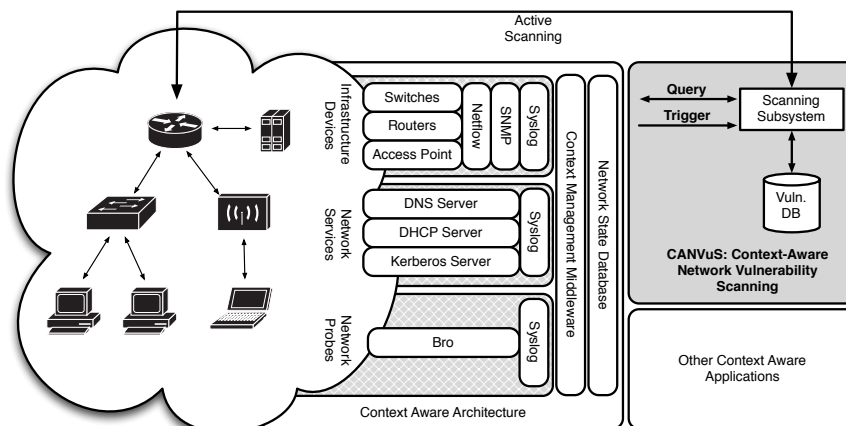 Active
Scanning
Infrastructure
Devices
Switches
Routers
Access Point
Netflow
SNMP
Syslog
Network
Services
DNS Server
DHCP Server
Kerberos Server
Syslog
Network
Probes
Bro
Syslog
Context Management Middleware
Network State Database
Context Aware Architecture
Query
Trigger
Scanning
Subsystem
Vuln.
DB
CANVuS: Context-Aware
Network Vulnerability
Scanning
Other Context Aware
Applications